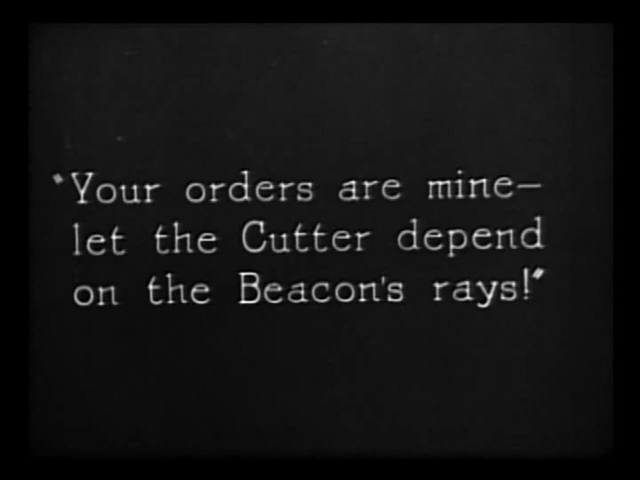 "Your orders are mine—
let the Cutter depend
on the Beacon's rays!"